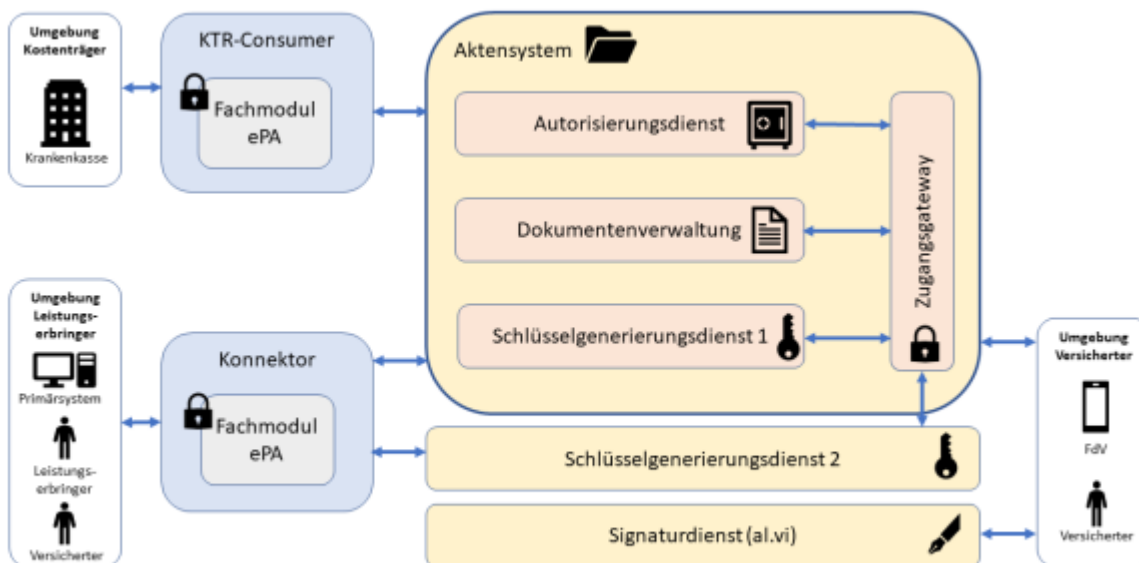 Umgebung
Kostenträger
Krankenkasse
KTR-Consumer
Fachmodul
ePA
Aktensystem
Autorisierungsdienst
Dokumentenverwaltung
Schlüsselgenerierungsdienst 1
Zugangsgateway
Umgebung
Leistungs-
erbringer
Primärsystem
Leistungs-
erbringer
Versicherter
Konnektor
Fachmodul
ePA
Schlüsselgenerierungsdienst 2
Signaturdienst (al.vi)
Umgebung
Versicherter
FdV
Versicherter